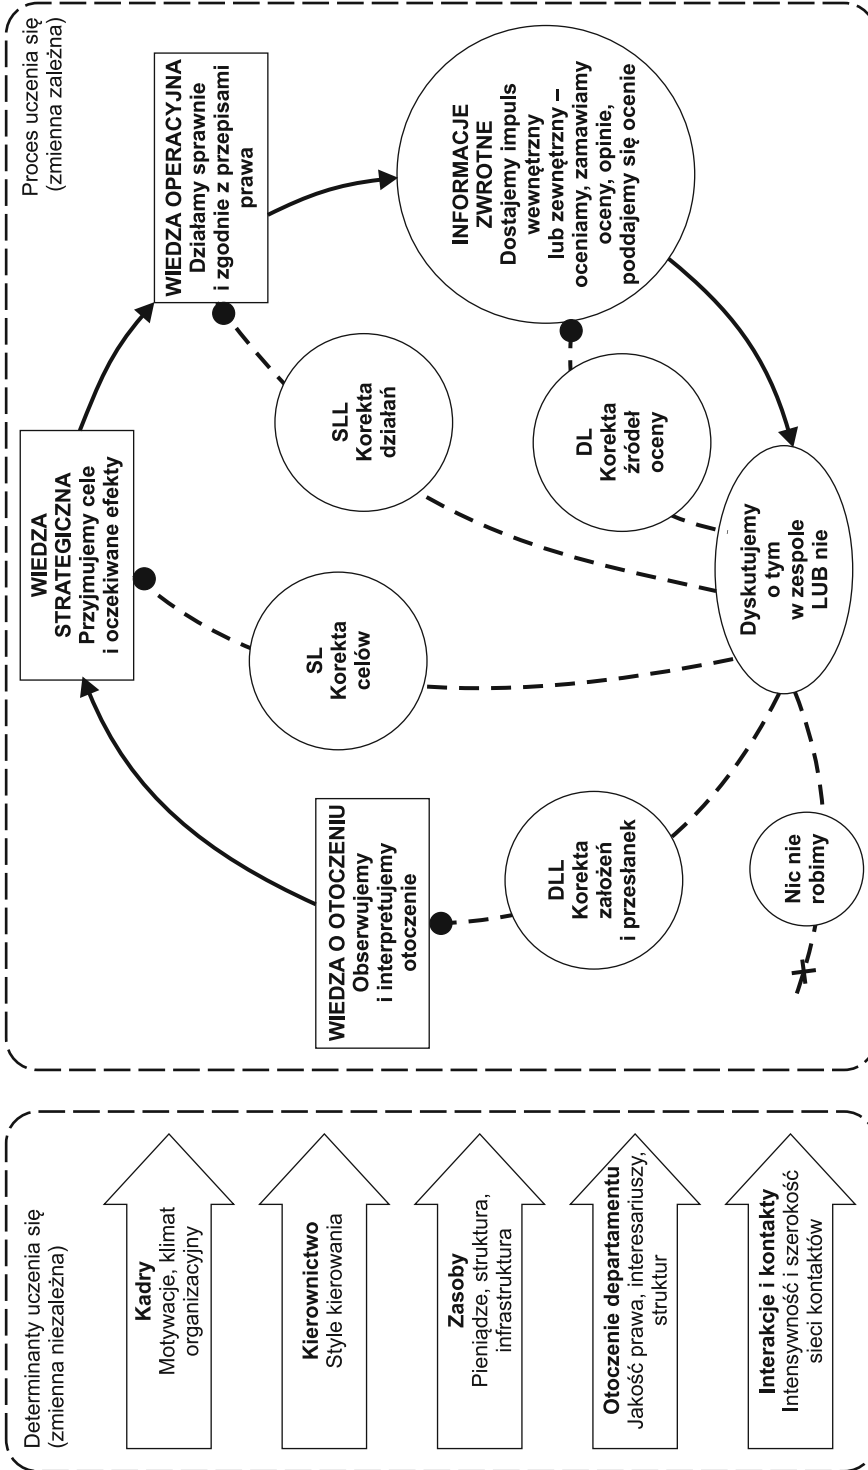 Determinanty uczenia się
(zmienna niezależna)
Kadry
Motywacje, klimat
organizacyjny
Kierownictwo
Style kierowania
Zasoby
Pieniądze, struktura,
infrastruktura
Otoczenie departamentu
Jakość prawa, interesariuszy,
struktur
Interakcje i kontakty
Intensywność i szerokość
sieci kontaktów
Proces uczenia się
(zmienna zależna)
WIEDZA
STRATEGICZNA
Przyjmujemy cele
i oczekiwane efekty
WIEDZA OPERACYJNA
Działamy sprawnie
i zgodnie z przepisami
prawa
WIEDZA O OTOCZENIU
Obserwujemy
i interpretujemy
otoczenie
SL
Korekta
celów
SLL
Korekta
działań
INFORMACJE
ZWROTNE
Dostajemy impuls
wewnętrzny
lub zewnętrzny –
oceniamy, zamawiamy
oceny, opinie,
poddajemy się ocenie
DLL
Korekta
założeń
i przesłanek
DL
Korekta
źródeł
oceny
Dyskutujemy
o tym
w zespole
LUB nie
Nic nie
robimy